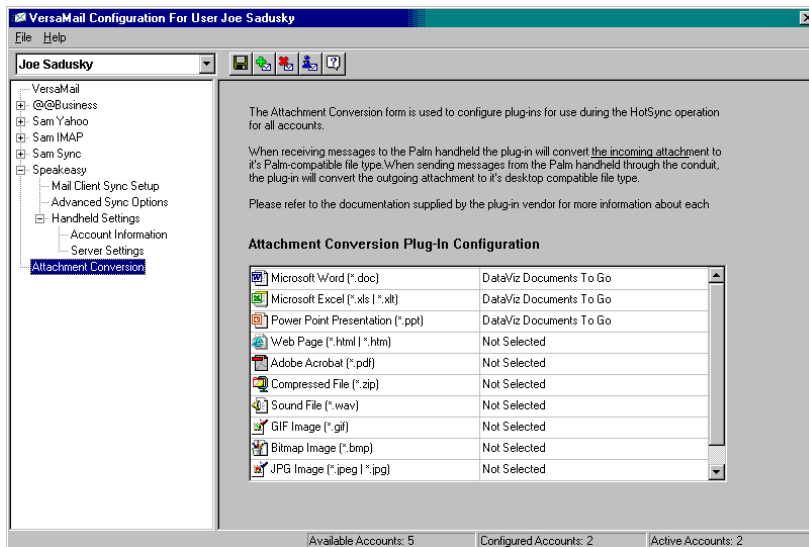 VersaMail Configuration For User Joe Sadusky
File Help
Joe Sadusky
VersaMail
@@Business
Sam Yahoo
Sam IMAP
Sam Sync
Speakeasy
Mail Client Sync Setup
Advanced Sync Options
Handheld Settings
Account Information
Server Settings
Attachment Conversion
The Attachment Conversion form is used to configure plug-ins for use during the HotSync operation
for all accounts.
When receiving messages to the Palm handheld the plug-in will convert the incoming attachment to
it's Palm-compatible file type.When sending messages from the Palm handheld through the conduit,
the plug-in will convert the outgoing attachment to it's desktop compatible file type.
Please refer to the documentation supplied by the plug-in vendor for more information about each
Attachment Conversion Plug-In Configuration
Microsoft Word (*.doc) DataViz Documents To Go
Microsoft Excel (*.xls | *.xlt) DataViz Documents To Go
Power Point Presentation (*.ppt) DataViz Documents To Go
Web Page (*.html | *.htm) Not Selected
Adobe Acrobat (*.pdf) Not Selected
Compressed File (*.zip) Not Selected
Sound File (*.wav) Not Selected
GIF Image (*.gif) Not Selected
Bitmap Image (*.bmp) Not Selected
JPG Image (*.jpeg | *.jpg) Not Selected
Available Accounts: 5 Configured Accounts: 2 Active Accounts: 2